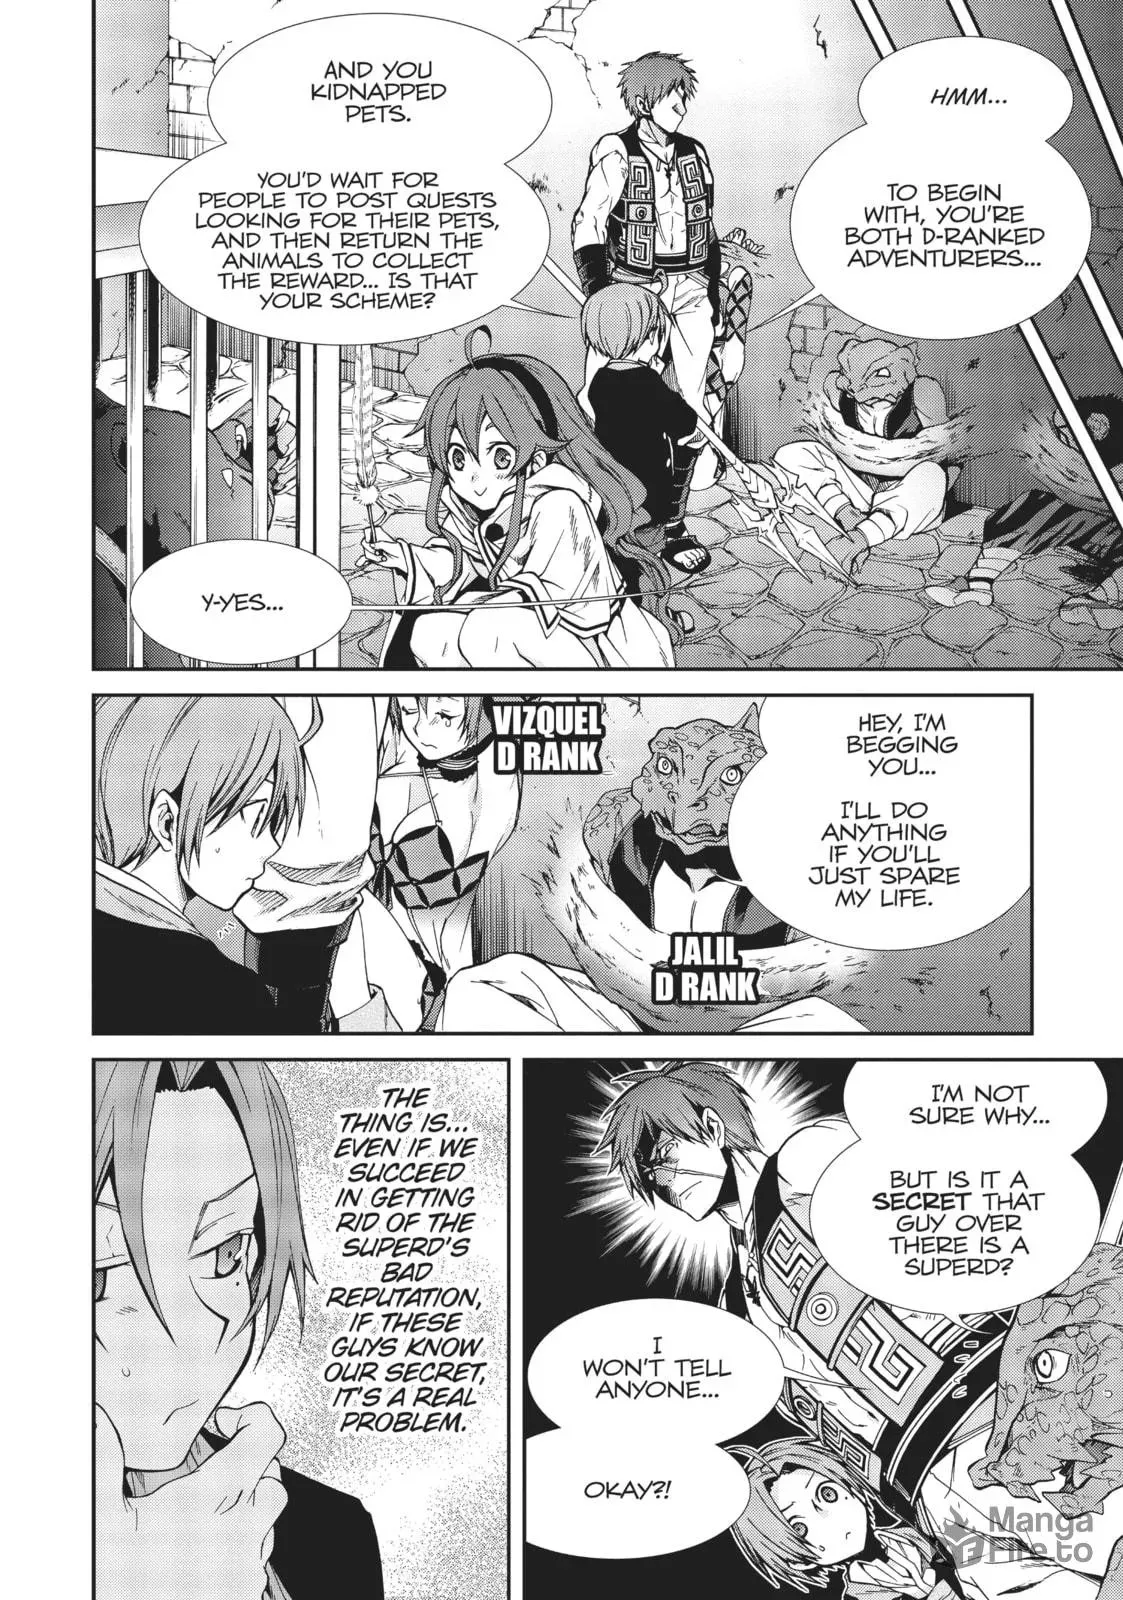 HMM...
TO BEGIN
WITH, YOU'RE
BOTH D-RANKED
ADVENTURERS...
AND YOU
KIDNAPPED
PETS.
YOU'D WAIT FOR
PEOPLE TO POST QUESTS
LOOKING FOR THEIR PETS,
AND THEN RETURN THE
ANIMALS TO COLLECT
THE REWARD... IS THAT
YOUR SCHEME?
Y-YES...
HEY, I'M
BEGGING
YOU...
I'LL DO
ANYTHING
IF YOU'LL
JUST SPARE
MY LIFE.
JALIL
D RANK
VIZQUEL
D RANK
I'M NOT
SURE WHY...
BUT IS IT A
SECRET THAT
GUY OVER
THERE IS A
SUPERD?
I
WON'T TELL
ANYONE...
OKAY?!
THE
THING IS...
EVEN IF WE
SUCCEED
IN GETTING
RID OF THE
SUPERD'S
BAD
REPUTATION,
IF THESE
GUYS KNOW
OUR SECRET,
IT'S A REAL
PROBLEM.
Manga
Fire.to